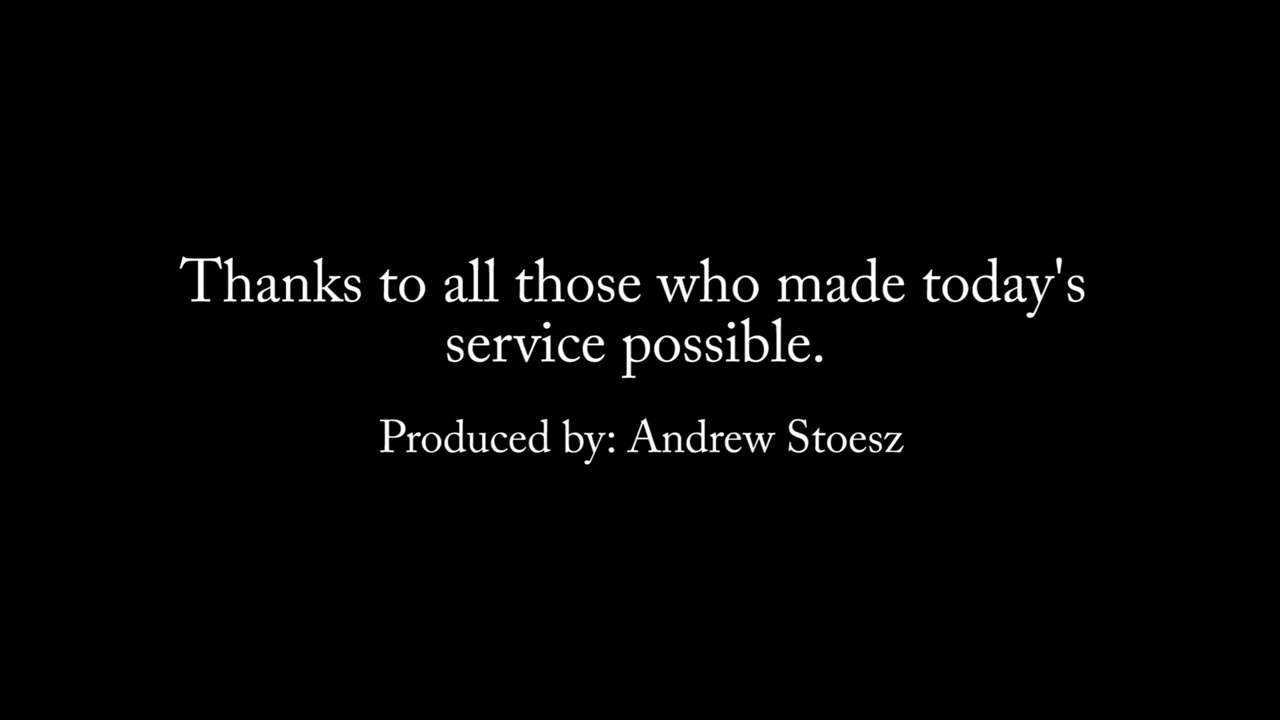 Thanks to all those who made today's
service possible.
Produced by: Andrew Stoesz